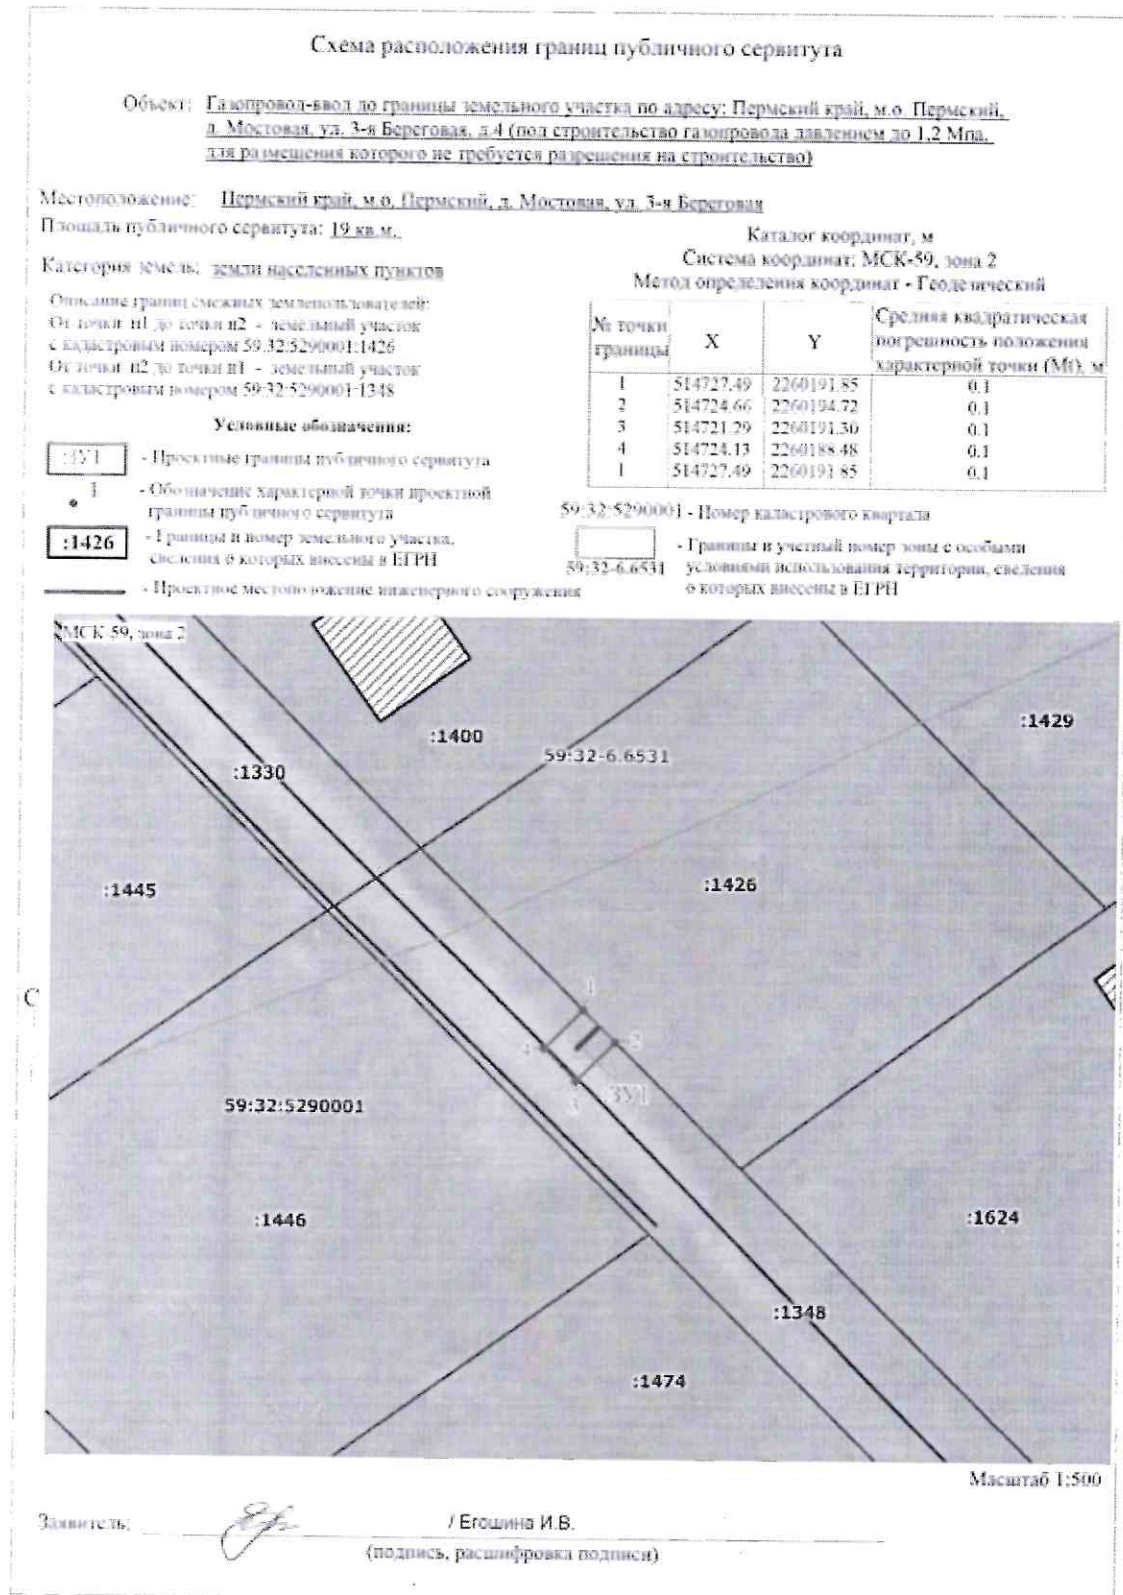 Схема расположения границ публичного сервитута
Объект: Газопровод-ввод до границы земельного участка по адресу: Пермский край, м.о. Пермский,
д. Мостовая, ул. 3-я Береговая, д.4 (под строительство газопровода давлением до 1,2 Мпа,
для размещения которого не требуется разрешения на строительство)
Местоположение: Пермский край, м.о. Пермский, д. Мостовая, ул. 3-я Береговая
Площадь публичного сервитута: 19 кв.м.
Категория земель: земли населенных пунктов
Описание границ смежных землепользователей:
От точки н1 до точки н2 - земельный участок
с кадастровым номером 59:32:5290001:1426
От точки н2 до точки н1 - земельный участок
с кадастровым номером 59:32:5290001:1348
Каталог координат, м
Система координат: МСК-59, зона 2
Метод определения координат - Геодезический
№ точки границы X Y Средняя квадратическая погрешность положения характерной точки (Mt), м
1 514727.49 2260191.85 0.1
2 514724.66 2260194.72 0.1
3 514721.29 2260191.30 0.1
4 514724.13 2260188.48 0.1
1 514727.49 2260191.85 0.1
Условные обозначения:
:ЗУ1 - Проектные границы публичного сервитута
1 - Обозначение характерной точки проектной
границы публичного сервитута
:1426 - Границы и номер земельного участка,
сведения о которых внесены в ЕГРН
- Проектное местоположение инженерного сооружения
59:32:5290001 - Номер кадастрового квартала
59:32-6.6531 - Границы и учетный номер зоны с особыми
условиями использования территории, сведения
о которых внесены в ЕГРН
МСК-59, зона 2
:1429
:1400
59:32-6.6531
:1330
:1445
:1426
С
1
2
4
3
:ЗУ1
59:32:5290001
:1446
:1624
:1348
:1474
Масштаб 1:500
Заявитель: / Егошина И.В.
(подпись, расшифровка подписи)